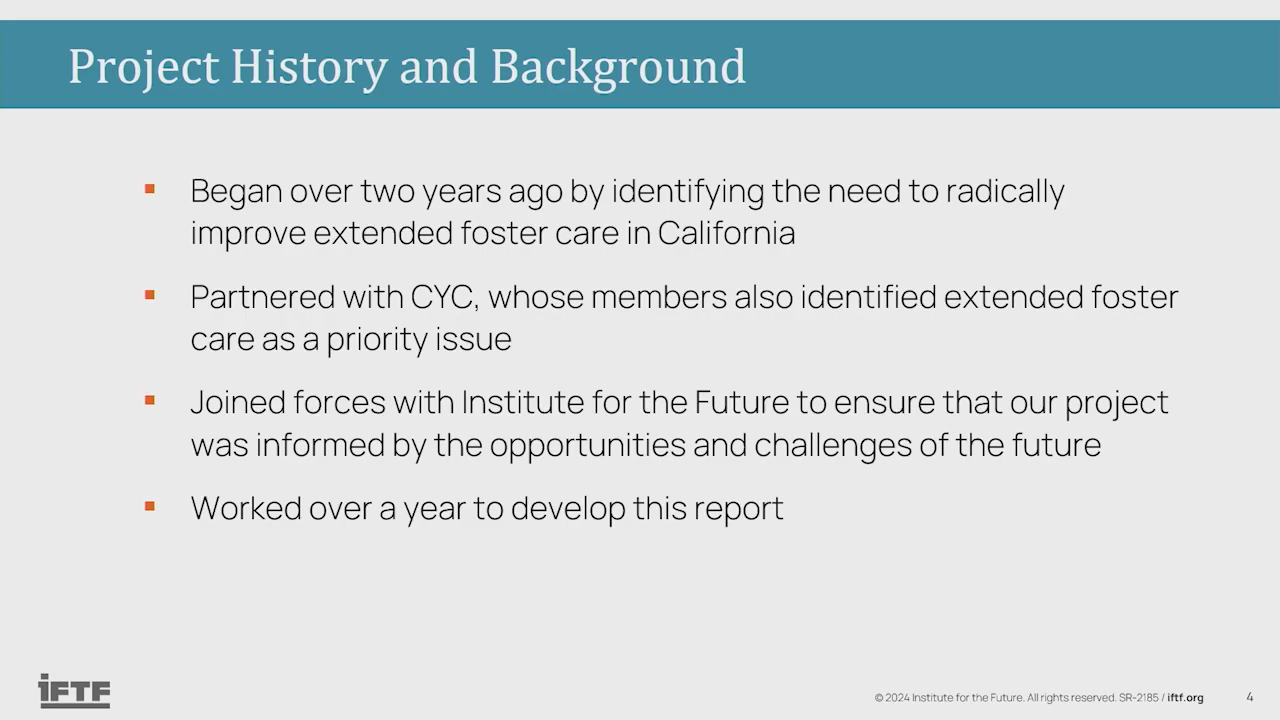 Project History and Background
▪ Began over two years ago by identifying the need to radically
improve extended foster care in California
▪ Partnered with CYC, whose members also identified extended foster
care as a priority issue
▪ Joined forces with Institute for the Future to ensure that our project
was informed by the opportunities and challenges of the future
▪ Worked over a year to develop this report
iFTF
© 2024 Institute for the Future. All rights reserved. SR-2185 / iftf.org 4